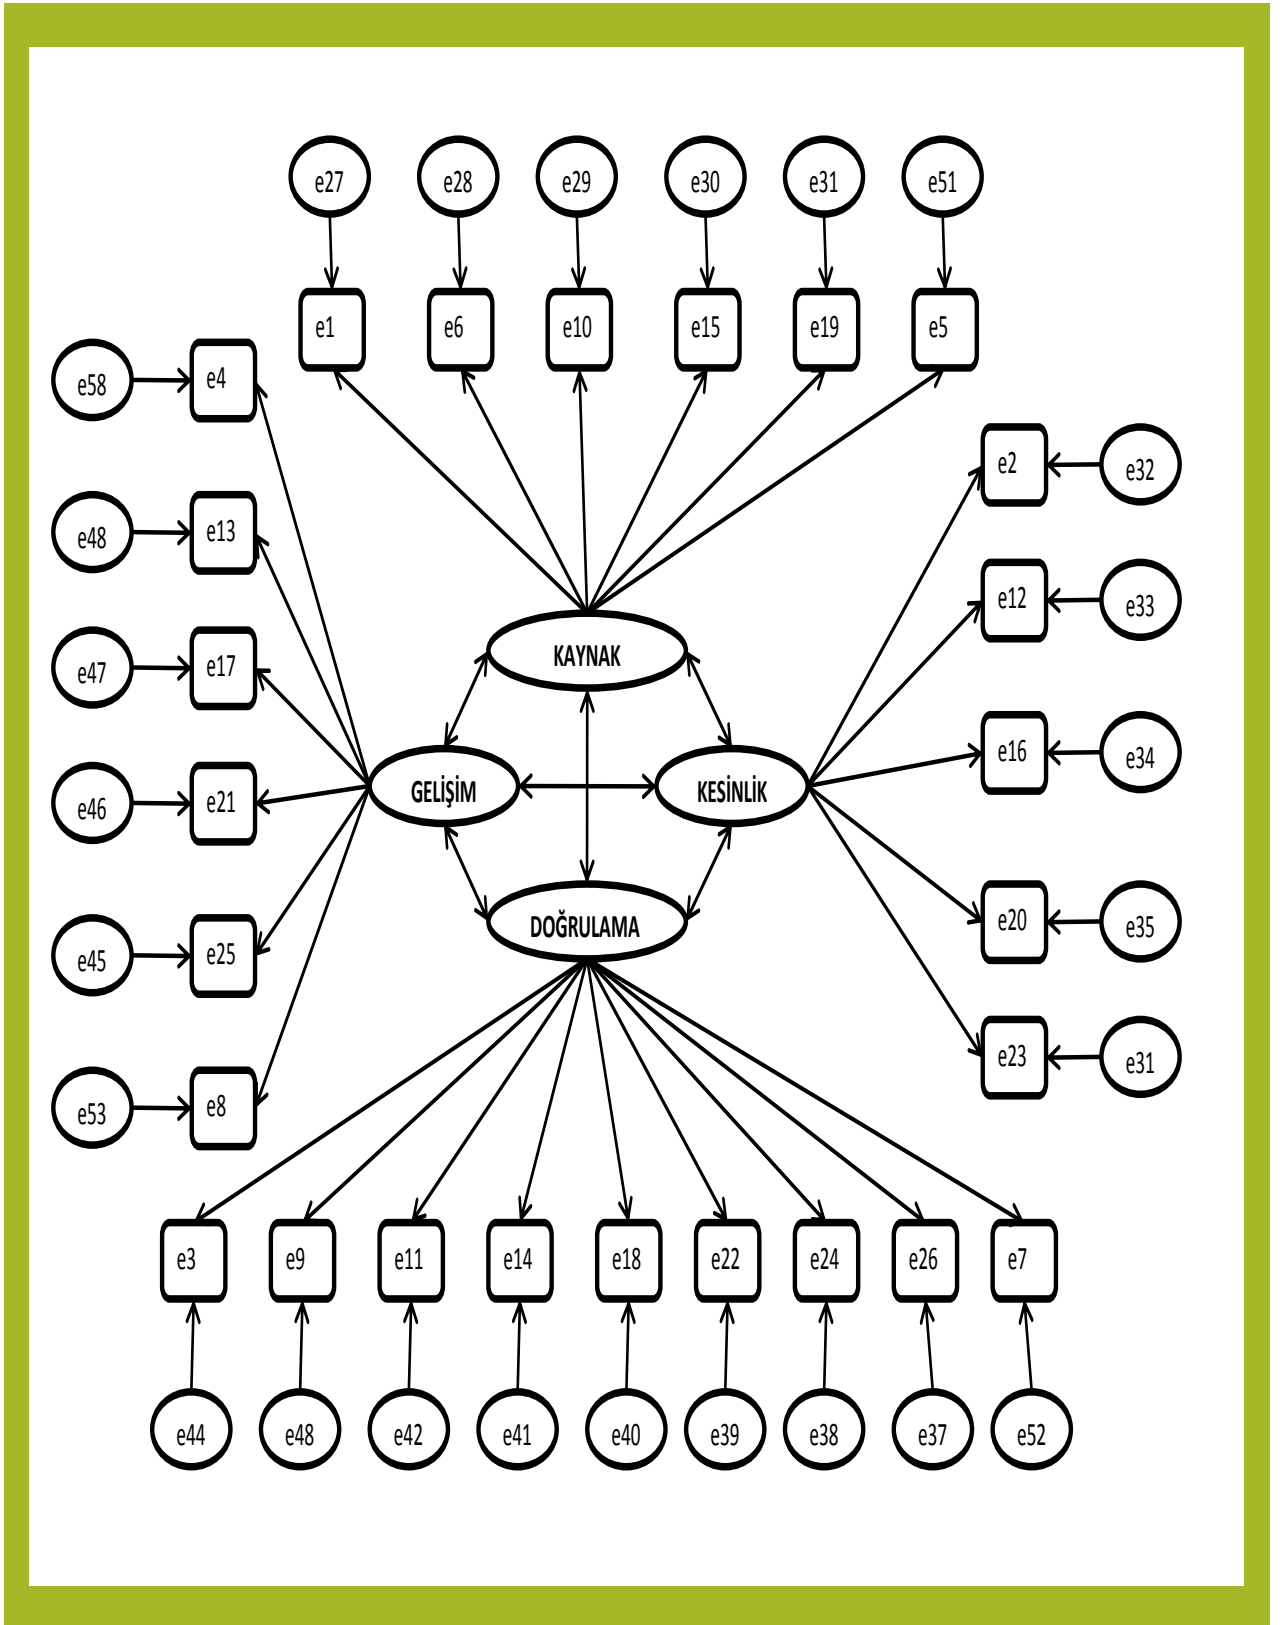 e27 e28 e29 e30 e31 e51
e1 e6 e10 e15 e19 e5
e58 e4
e2 e32
e48 e13
e12 e33
e47 e17
KAYNAK
e16 e34
e46 e21
GELİŞİM
KESİNLİK
e20 e35
DOĞRULAMA
e45 e25
e23 e31
e53 e8
e3 e9 e11 e14 e18 e22 e24 e26 e7
e44 e48 e42 e41 e40 e39 e38 e37 e52